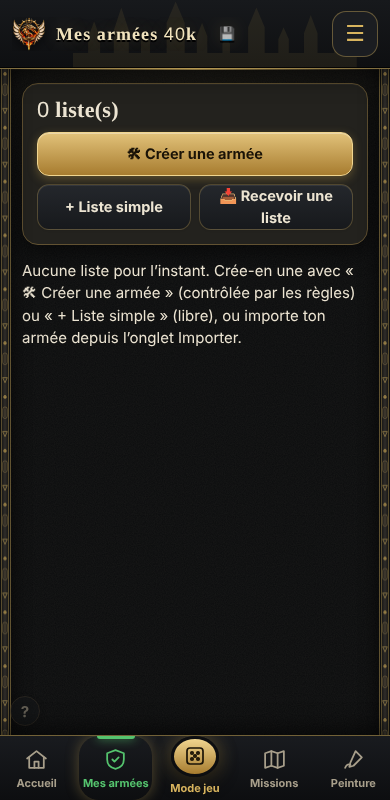 Mes armées 40k 💾
☰
0 liste(s)
🛠 Créer une armée
+ Liste simple
📥 Recevoir une
liste
Aucune liste pour l’instant. Crée-en une avec «
🛠 Créer une armée » (contrôlée par les règles)
ou « + Liste simple » (libre), ou importe ton
armée depuis l’onglet Importer.
?
Accueil
Mes armées
Mode jeu
Missions
Peinture